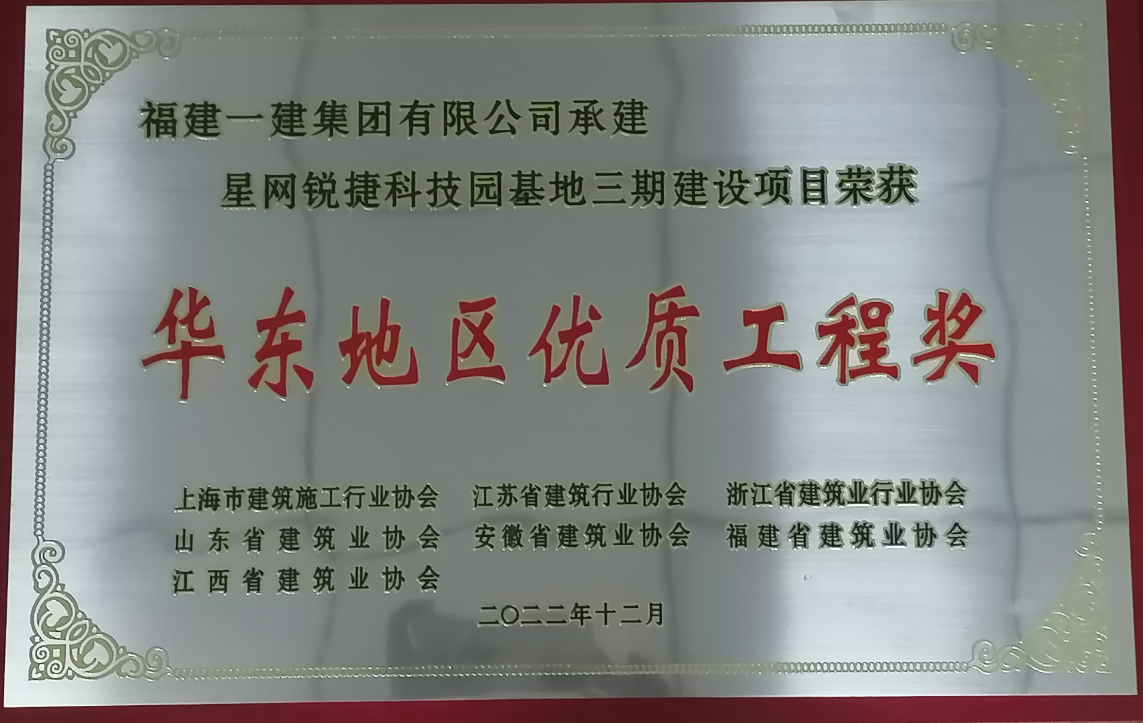 福建一建集团有限公司承建
星网锐捷科技园基地三期建设项目荣获
华东地区优质工程奖
上海市建筑施工行业协会 江苏省建筑行业协会 浙江省建筑业行业协会
山东省建筑业协会 安徽省建筑业协会 福建省建筑业协会
江西省建筑业协会
二〇二二年十二月